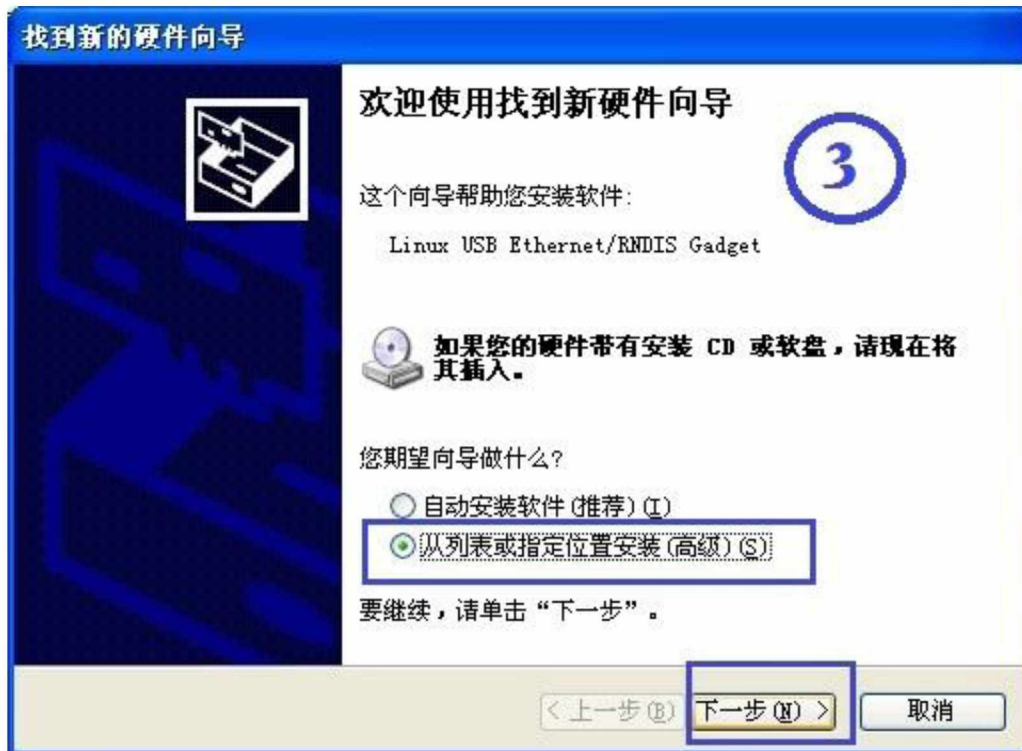 找到新的硬件向导
欢迎使用找到新硬件向导
3
这个向导帮助您安装软件:
Linux USB Ethernet/RNDIS Gadget
如果您的硬件带有安装 CD 或软盘，请现在将
其插入。
您期望向导做什么?
自动安装软件(推荐)(I)
从列表或指定位置安装(高级)(S)
要继续，请单击“下一步”。
< 上一步(B) 下一步(N) > 取消